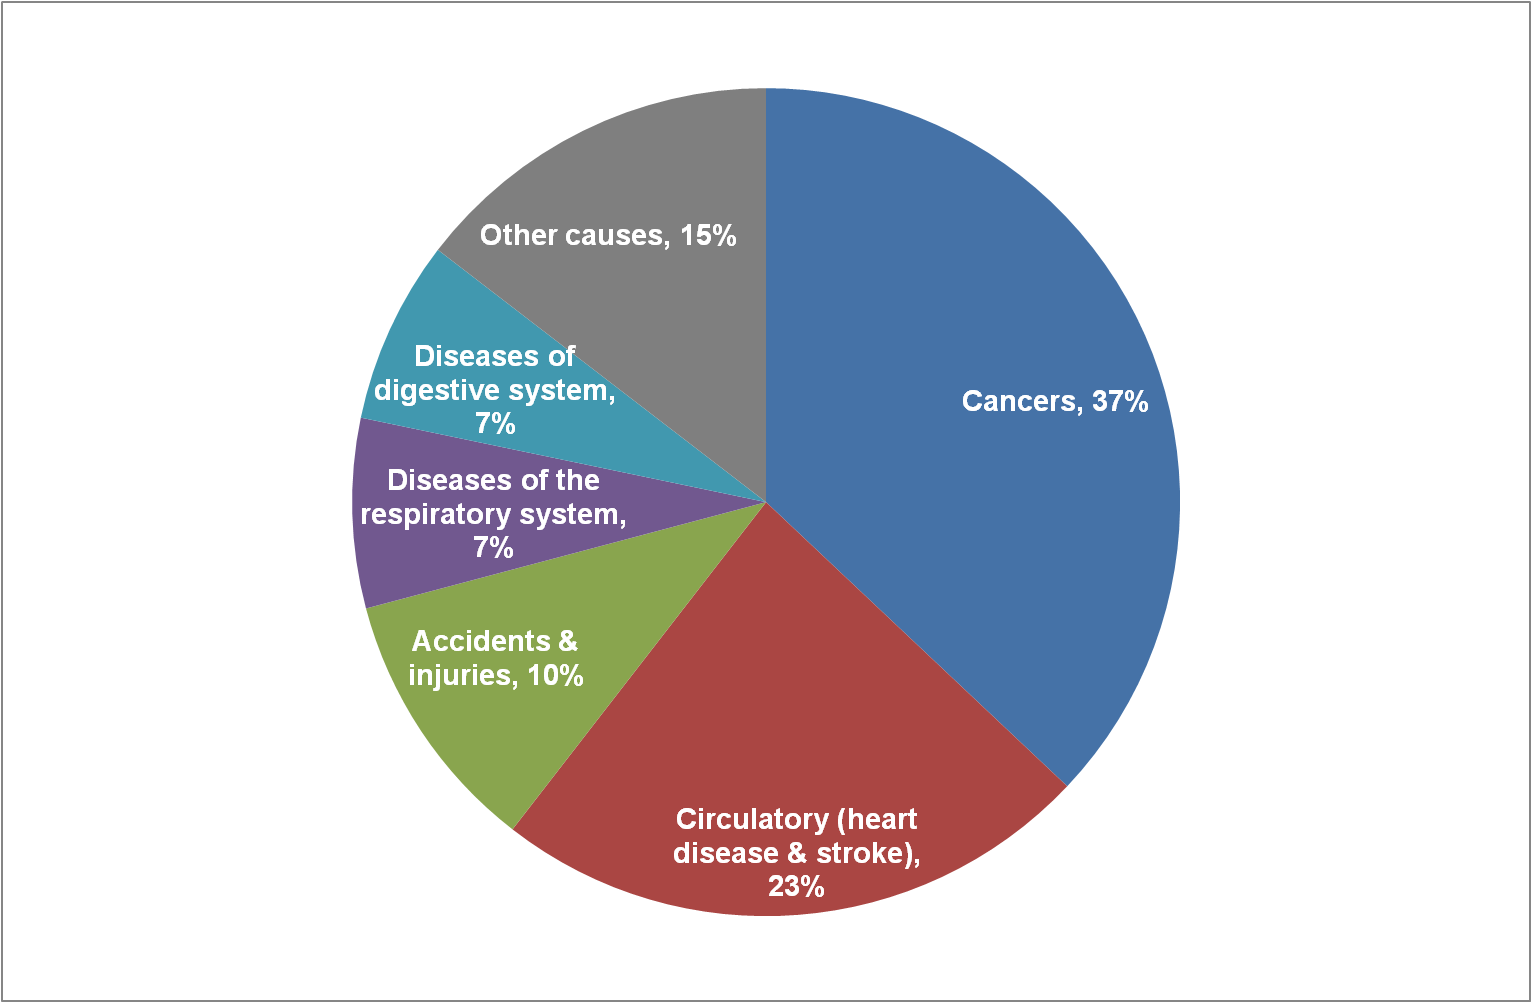 Other causes, 15%
Cancers, 37%
Diseases of
digestive system,
7%
Diseases of the
respiratory system,
7%
Accidents &
injuries, 10%
Circulatory (heart
disease & stroke),
23%